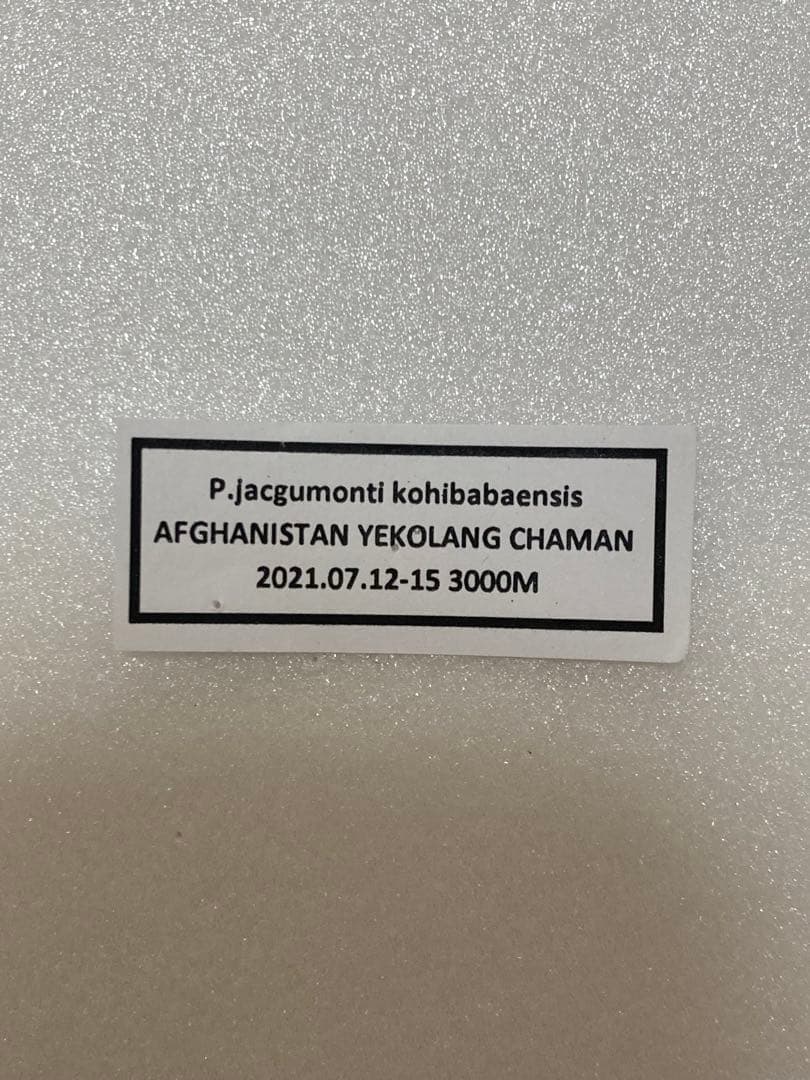 P.jacgumonti kohibabaensis
AFGHANISTAN YEKOLANG CHAMAN
2021.07.12-15 3000M